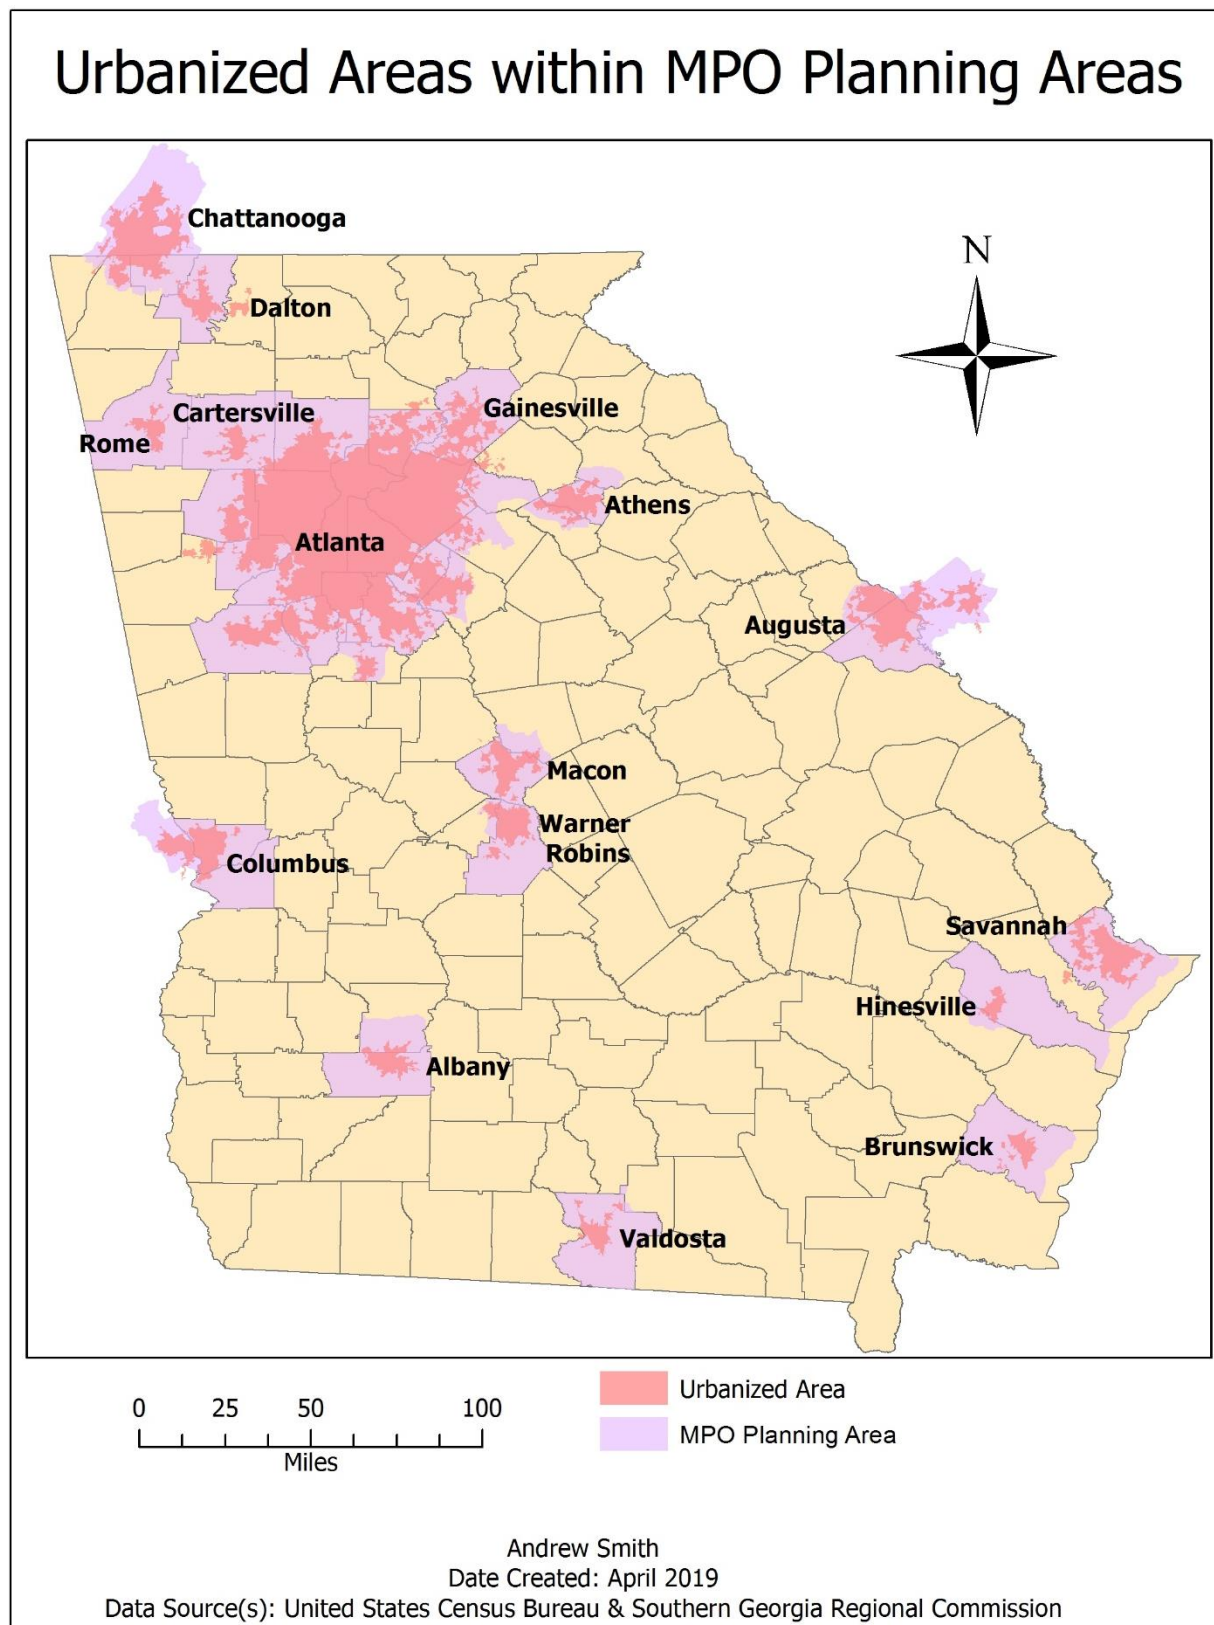 Urbanized Areas within MPO Planning Areas
Chattanooga
N
Dalton
Cartersville
Gainesville
Rome
Athens
Atlanta
Augusta
Macon
Warner
Robins
Columbus
Savannah
Hinesville
Albany
Brunswick
Valdosta
0 25 50 100
Miles
Urbanized Area
MPO Planning Area
Andrew Smith
Date Created: April 2019
Data Source(s): United States Census Bureau & Southern Georgia Regional Commission